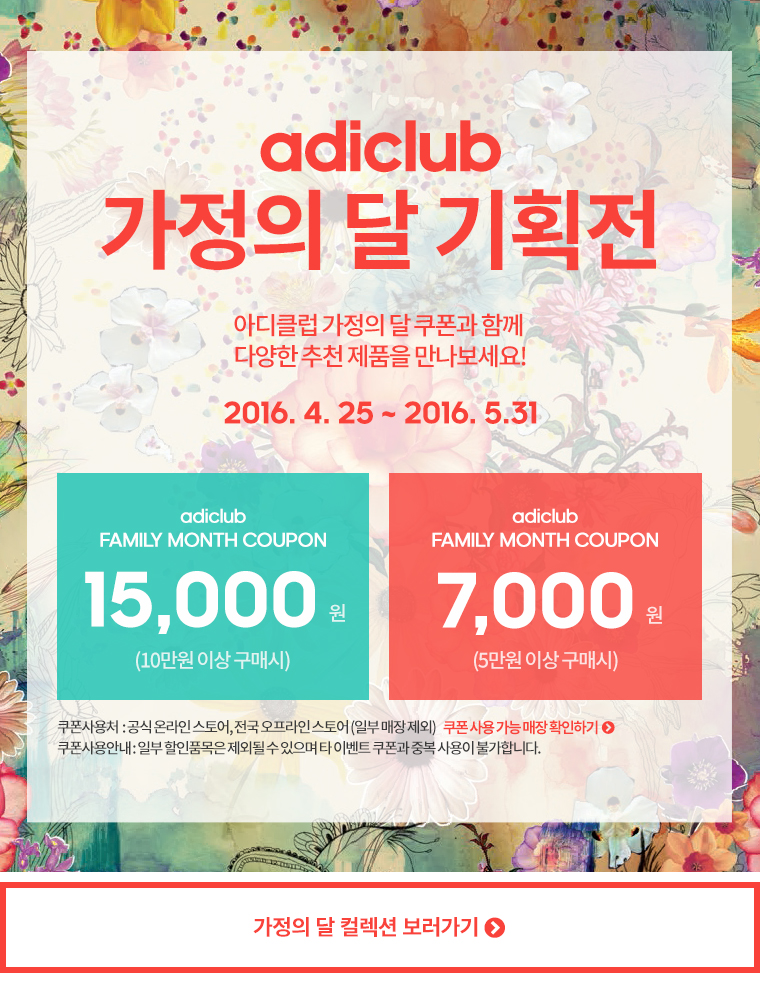 adiclub
가정의 달 기획전
아디클럽 가정의 달 쿠폰과 함께
다양한 추천 제품을 만나보세요!
2016. 4. 25 ~ 2016. 5.31
adiclub
FAMILY MONTH COUPON
15,000 원
(10만원 이상 구매시)
adiclub
FAMILY MONTH COUPON
7,000 원
(5만원 이상 구매시)
쿠폰사용처 : 공식 온라인 스토어, 전국 오프라인 스토어 (일부 매장 제외) 쿠폰 사용 가능 매장 확인하기
쿠폰사용안내 : 일부 할인품목은 제외될 수 있으며 타 이벤트 쿠폰과 중복 사용이 불가합니다.
가정의 달 컬렉션 보러가기